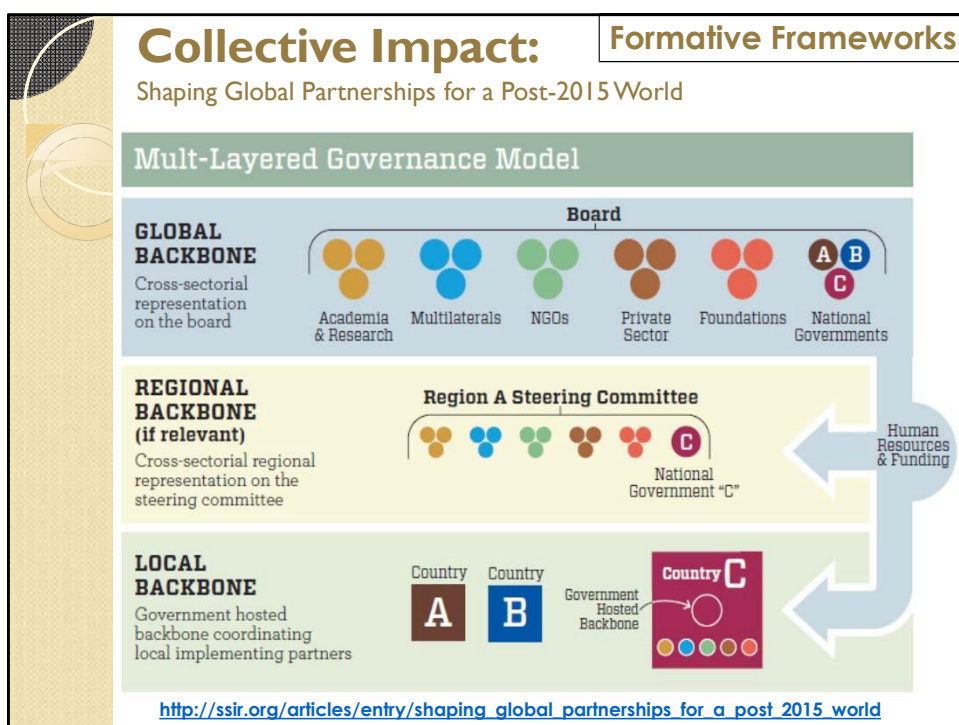 Collective Impact:
Formative Frameworks
Shaping Global Partnerships for a Post-2015 World
Mult-Layered Governance Model
GLOBAL
BACKBONE
Cross-sectorial
representation
on the board
Board
A B
C
Academia
& Research
Multilaterals
NGOs
Private
Sector
Foundations
National
Governments
REGIONAL
BACKBONE
(if relevant)
Cross-sectorial regional
representation on the
steering committee
Region A Steering Committee
C
National
Government “C”
Human
Resources
& Funding
LOCAL
BACKBONE
Government hosted
backbone coordinating
local implementing partners
Country
A
Country
B
Government
Hosted
Backbone
Country C
http://ssir.org/articles/entry/shaping_global_partnerships_for_a_post_2015_world